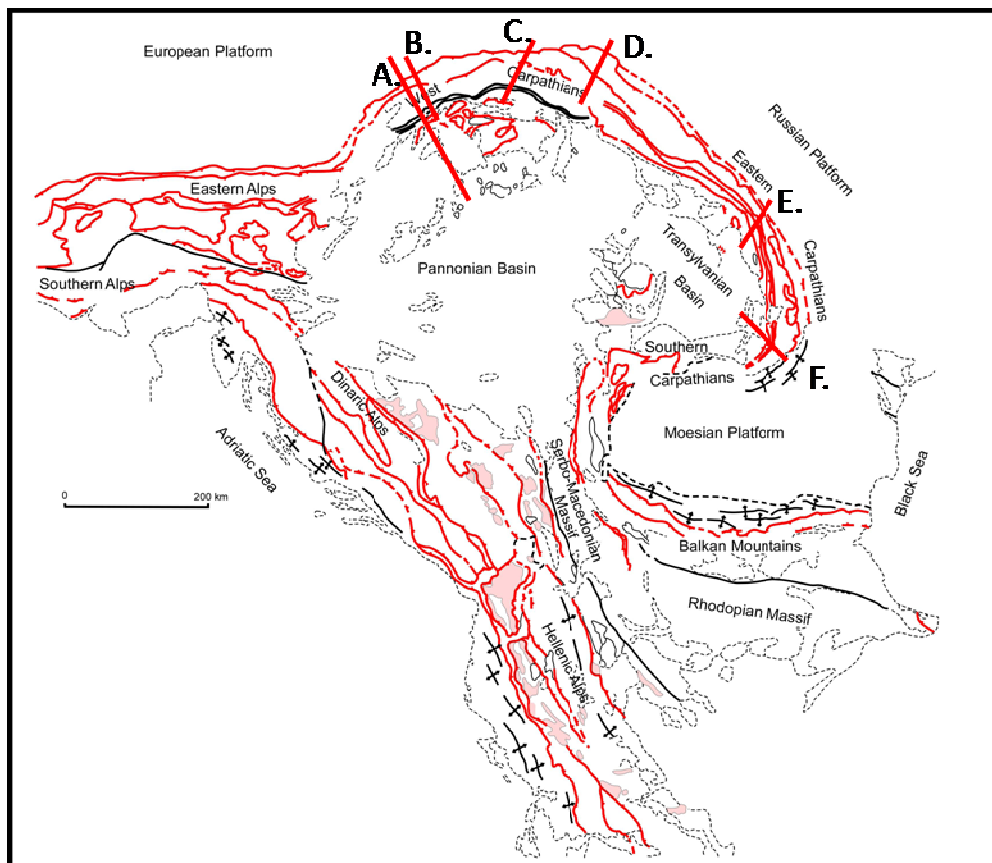 European Platform
A.
B.
C.
D.
West
Carpathians
Russian Platform
Eastern
Carpathians
E.
Eastern Alps
Southern Alps
Pannonian Basin
Transylvanian
Basin
Southern
Carpathians
F.
Dinaric Alps
Adriatic Sea
Moesian Platform
Black Sea
0
200 km
Serbo-Macedonian
Massif
Balkan Mountains
Rhodopian Massif
Hellenic Alps